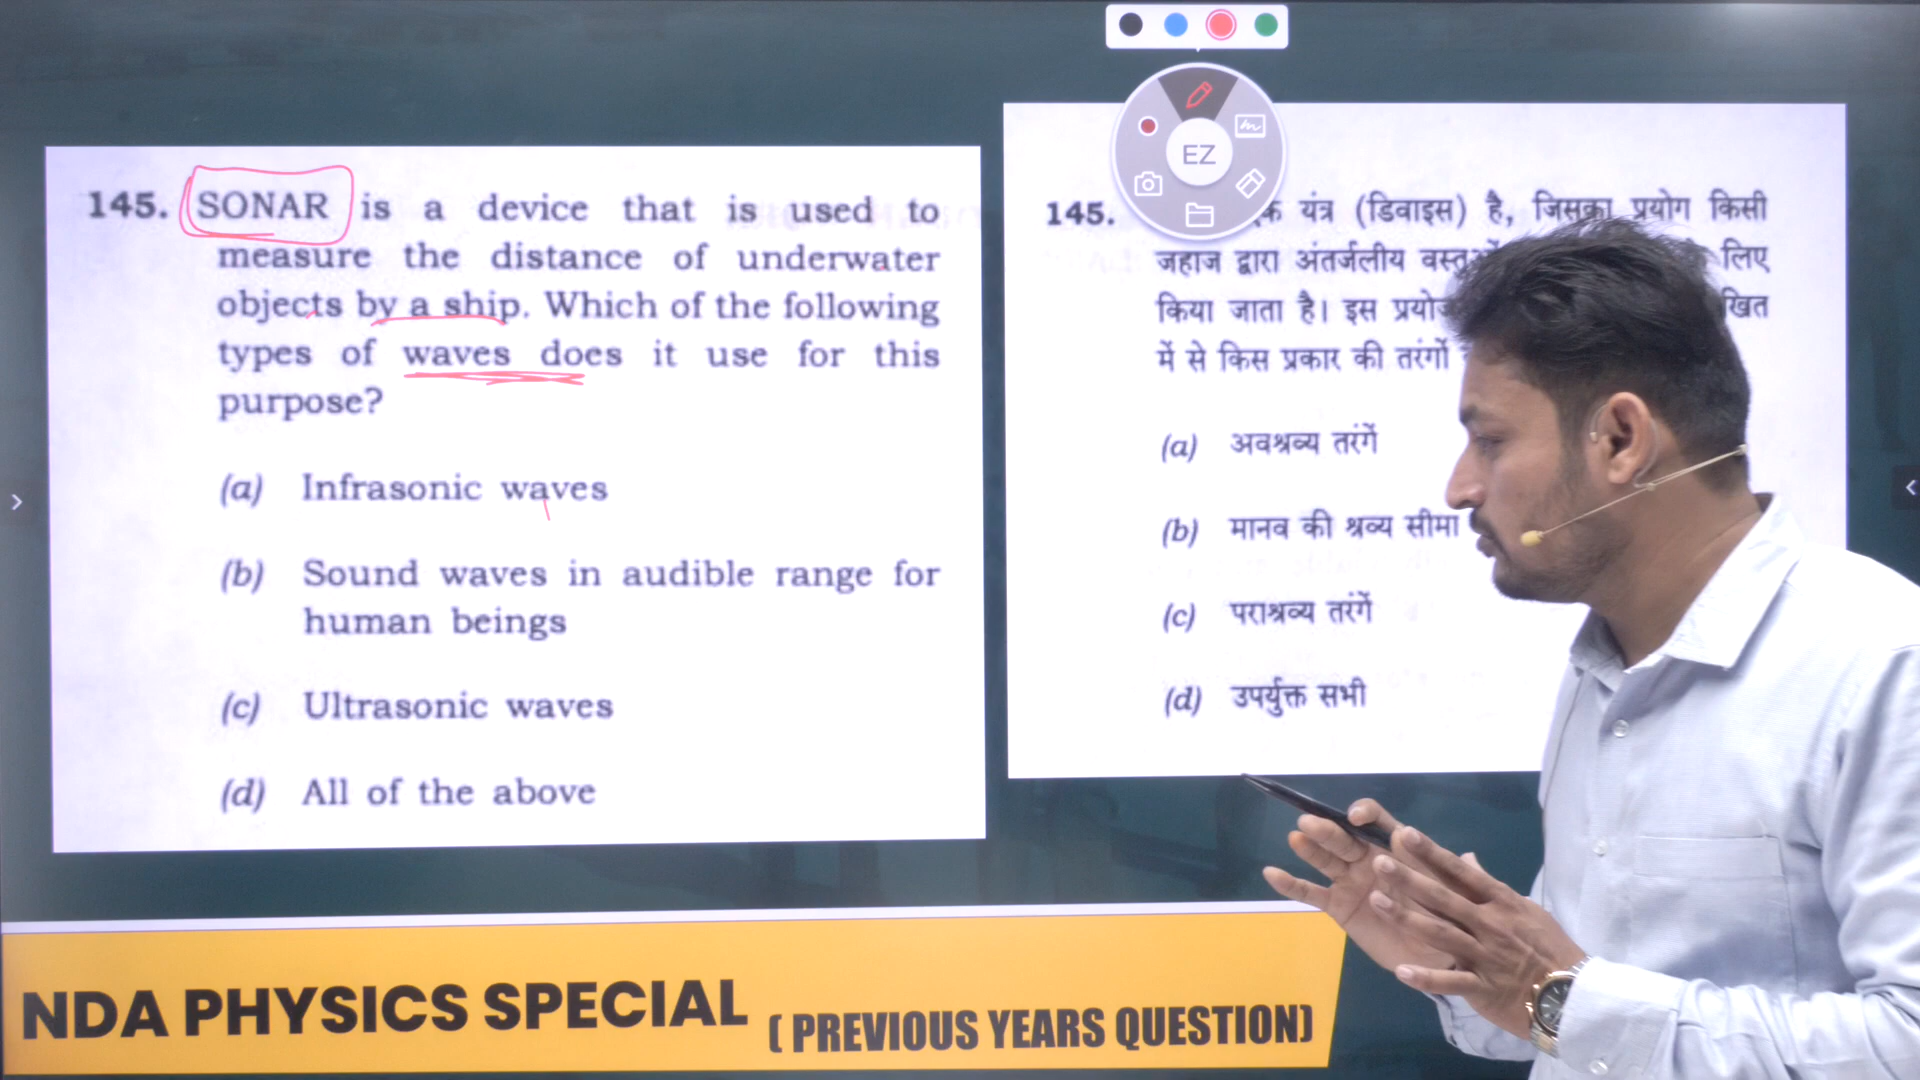 EZ
145. SONAR is a device that is used to
measure the distance of underwater
objects by a ship. Which of the following
types of waves does it use for this
purpose?
(a) Infrasonic waves
(b) Sound waves in audible range for
human beings
(c) Ultrasonic waves
(d) All of the above
145. यंत्र (डिवाइस) है, जिसका प्रयोग किसी
जहाज द्वारा अंतर्जलीय लिए
किया जाता है। इस
में से किस प्रकार की तरंगों
(a) अवश्रव्य तरंगें
(b) मानव की श्रव्य सीमा
(c) पराश्रव्य तरंगें
(d) उपर्युक्त सभी
NDA PHYSICS SPECIAL ( PREVIOUS YEARS QUESTION)